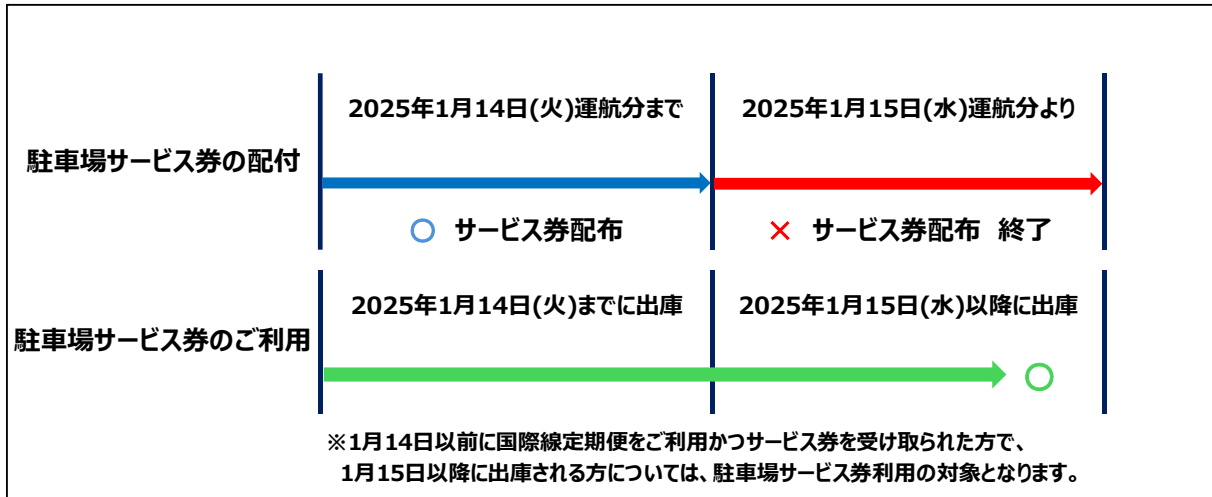 2025年1月14日(火)運航分まで
2025年1月15日(水)運航分より
駐車場サービス券の配付
○ サービス券配布
× サービス券配布 終了
2025年1月14日(火)までに出庫
2025年1月15日(水)以降に出庫
駐車場サービス券のご利用
○
※1月14日以前に国際線定期便をご利用かつサービス券を受け取られた方で、
1月15日以降に出庫される方については、駐車場サービス券利用の対象となります。